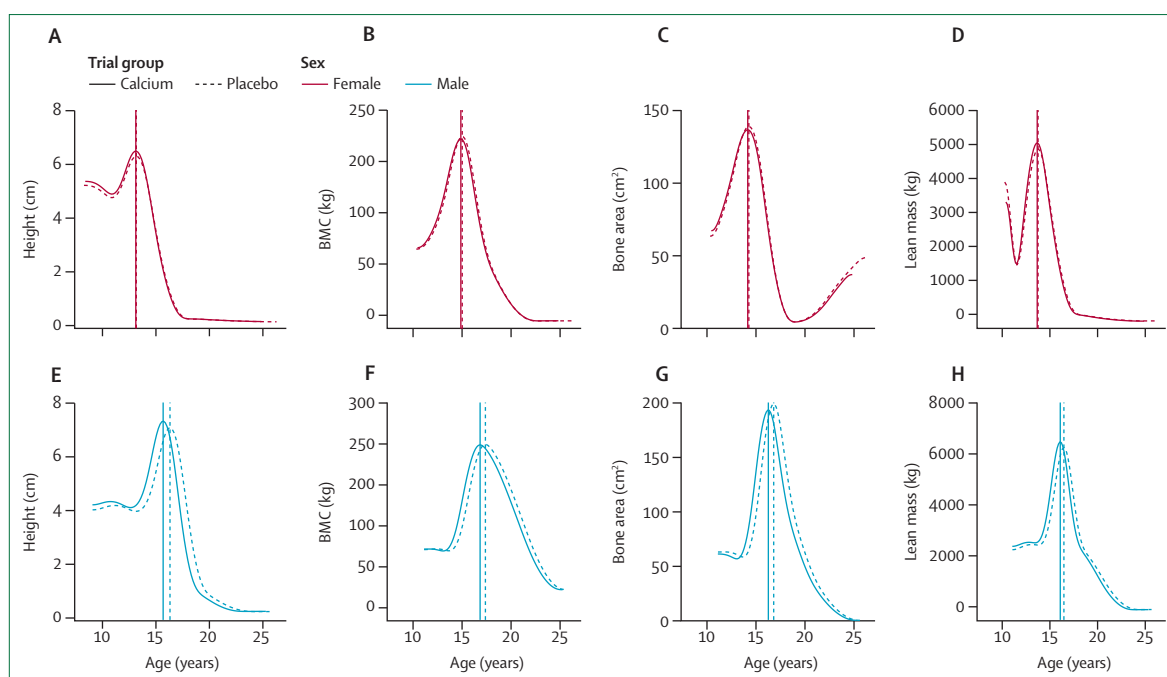 A
B
C
D
Trial group
Sex
Calcium
Placebo
Female
Male
Height (cm)
8
6
4
2
0
BMC (kg)
250
200
100
50
0
Bone area (cm²)
150
100
50
0
Lean mass (kg)
6000
5000
4000
3000
2000
1000
0
E
F
G
H
Height (cm)
8
6
4
2
0
10 15 20 25
Age (years)
BMC (kg)
300
250
200
100
50
0
10 15 20 25
Age (years)
Bone area (cm²)
200
150
100
50
0
10 15 20 25
Age (years)
Lean mass (kg)
8000
6000
4000
2000
0
10 15 20 25
Age (years)